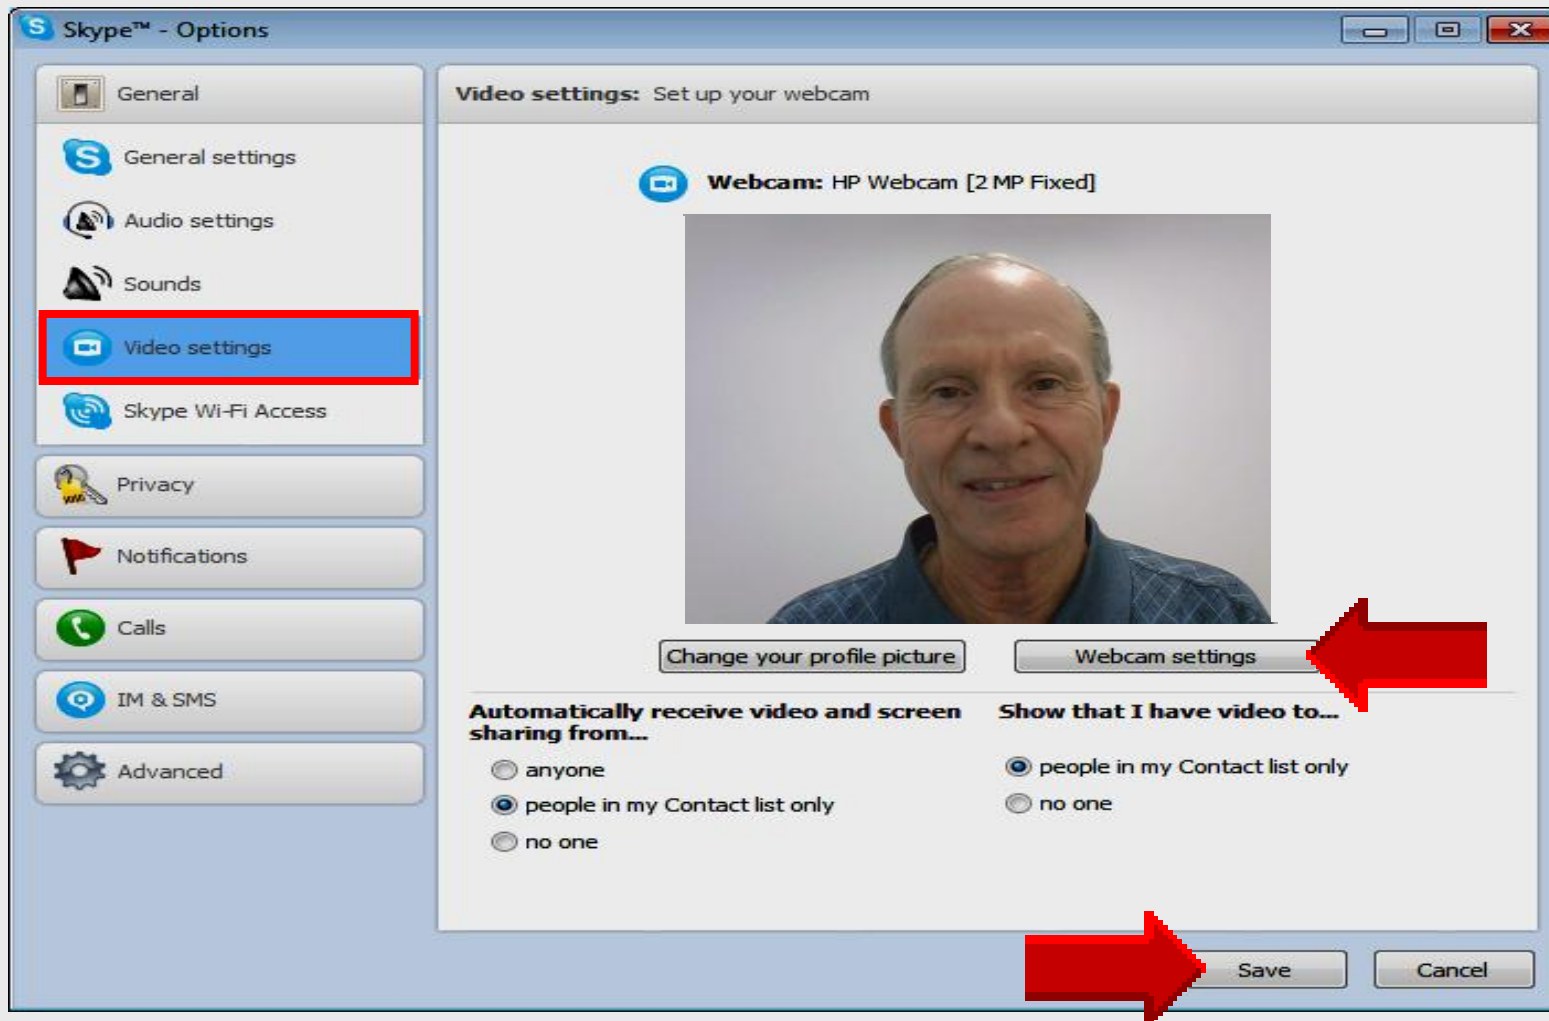 Skype™ - Options
General
General settings
Audio settings
Sounds
Video settings
Skype Wi-Fi Access
Privacy
Notifications
Calls
IM & SMS
Advanced
Video settings: Set up your webcam
Webcam: HP Webcam [2 MP Fixed]
Change your profile picture
Webcam settings
Automatically receive video and screen
sharing from...
anyone
people in my Contact list only
no one
Show that I have video to...
people in my Contact list only
no one
Save
Cancel